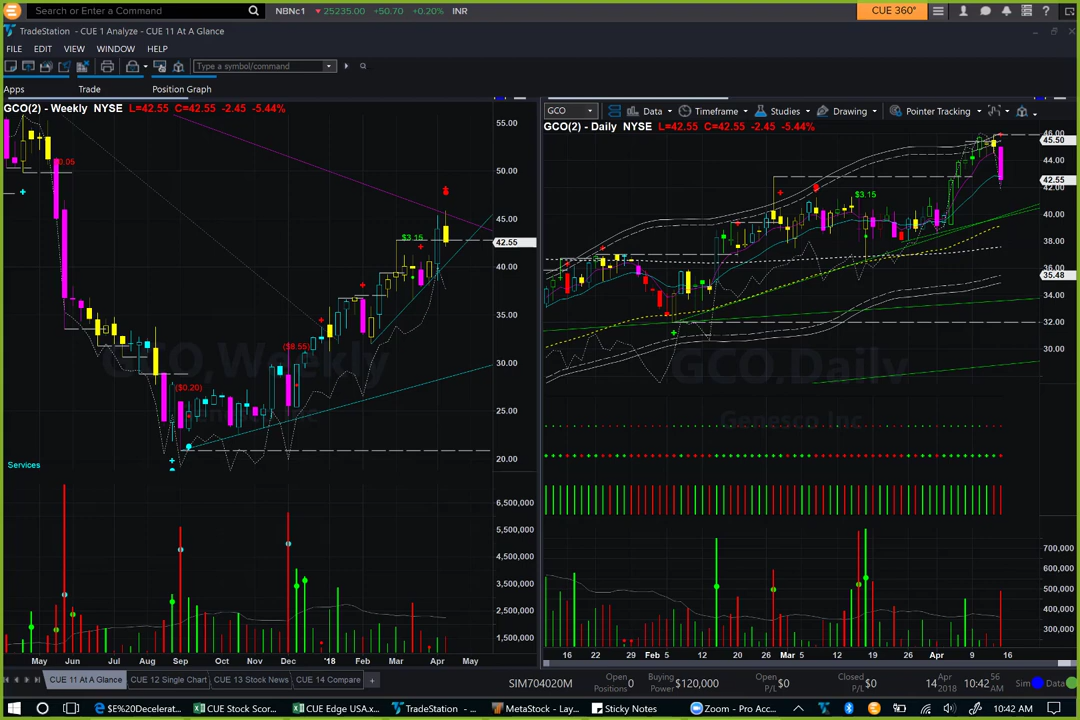 Search or Enter a Command
NBNc1 25235.00 +50.70 +0.20% INR
CUE 360°
TradeStation - CUE 1 Analyze - CUE 11 At A Glance
FILE EDIT VIEW WINDOW HELP
Type a symbol/command
Apps Trade Position Graph
GCO(2) - Weekly NYSE L=42.55 C=42.55 -2.45 -5.44%
GCO Data Timeframe Studies Drawing Pointer Tracking
GCO(2) - Daily NYSE L=42.55 C=42.55 -2.45 -5.44%
55.00
50.00
45.00
42.55
40.00
35.00
30.00
25.00
20.00
$3.15
($0.20)
GCO,Weekly
Services
6,500,000
5,500,000
4,500,000
3,500,000
2,500,000
1,500,000
May Jun Jul Aug Sep Oct Nov Dec '18 Feb Mar Apr May
46.00
45.50
44.00
42.55
42.00
40.00
38.00
36.00
35.48
34.00
32.00
30.00
$3.15
GCO,Daily
Genesco Inc
700,000
600,000
500,000
400,000
300,000
16 22 29 Feb 5 12 20 26 Mar 5 12 19 26 Apr 9 16
CUE 11 At A Glance CUE 12 Single Chart CUE 13 Stock News CUE 14 Compare +
SIM704020M Open Positions 0 Buying Power $120,000 Open P/L $0 Closed P/L $0 14 Apr 2018 10:42 56 AM Sim Data
$E%20Decelerat... CUE Stock Scor... CUE Edge USA.x... TradeStation - ... MetaStock - Lay... Sticky Notes Zoom - Pro Acc... 10:42 AM